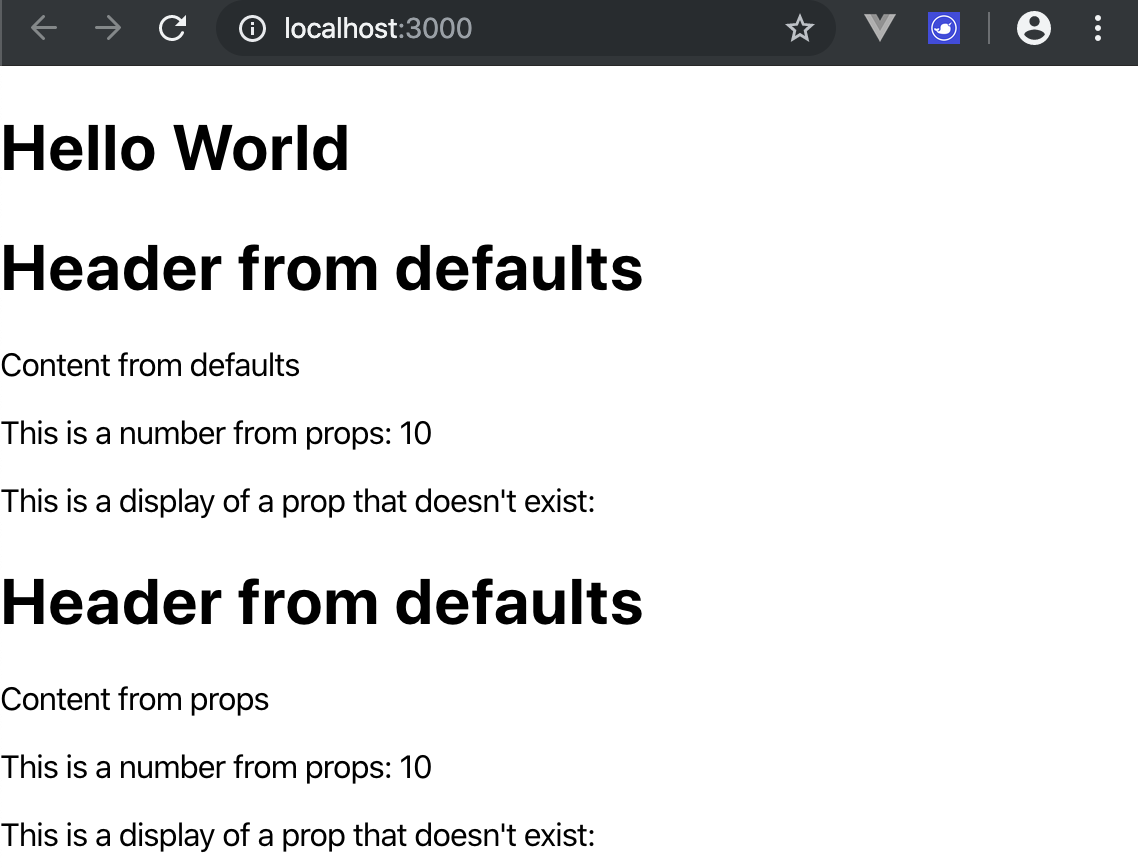 localhost:3000
Hello World
Header from defaults
Content from defaults
This is a number from props: 10
This is a display of a prop that doesn't exist:
Header from defaults
Content from props
This is a number from props: 10
This is a display of a prop that doesn't exist: